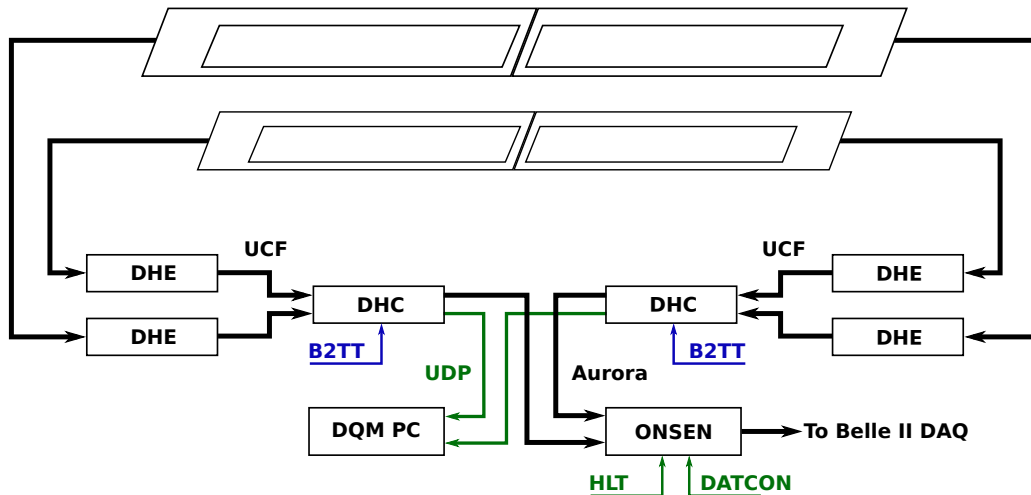 UCF
UCF
DHE
DHE
DHC
DHC
DHE
DHE
B2TT
B2TT
UDP
Aurora
DQM PC
ONSEN
To Belle II DAQ
HLT
DATCON